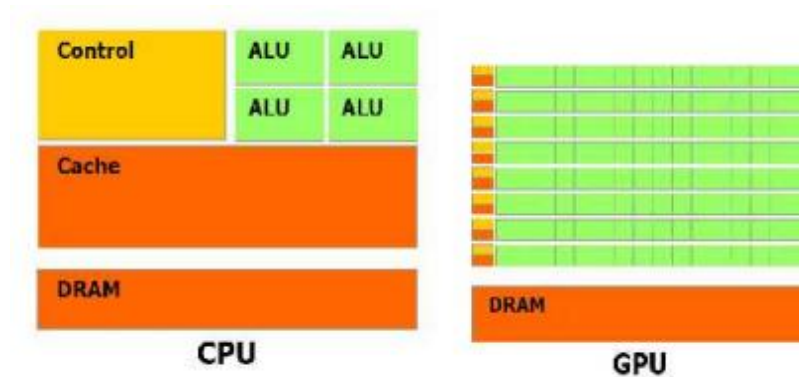 Control
ALU ALU
ALU ALU
Cache
DRAM
CPU
DRAM
GPU